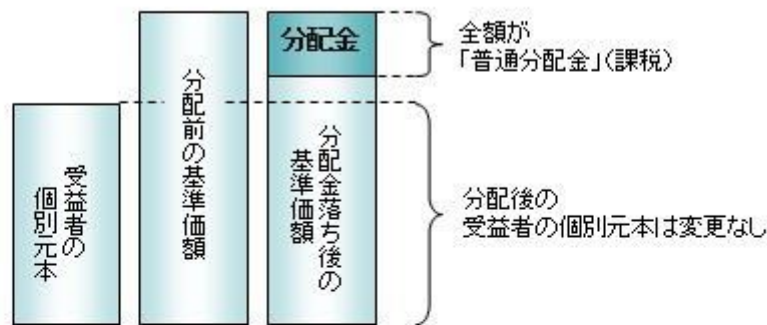 分配金
全額が
「普通分配金」(課税)
受益者の
個別元本
分配前の基準価額
分配金落ち後の
基準価額
分配後の
受益者の個別元本は変更なし